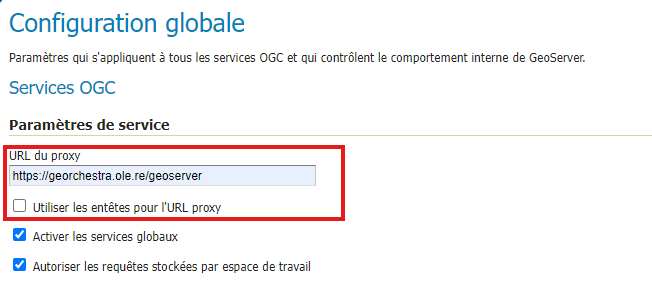 Configuration globale
Paramètres qui s'appliquent à tous les services OGC et qui contrôlent le comportement interne de GeoServer.
Services OGC
Paramètres de service
URL du proxy
https://georchestra.ole.re/geoserver
Utiliser les entêtes pour l'URL proxy
Activer les services globaux
Autoriser les requêtes stockées par espace de travail